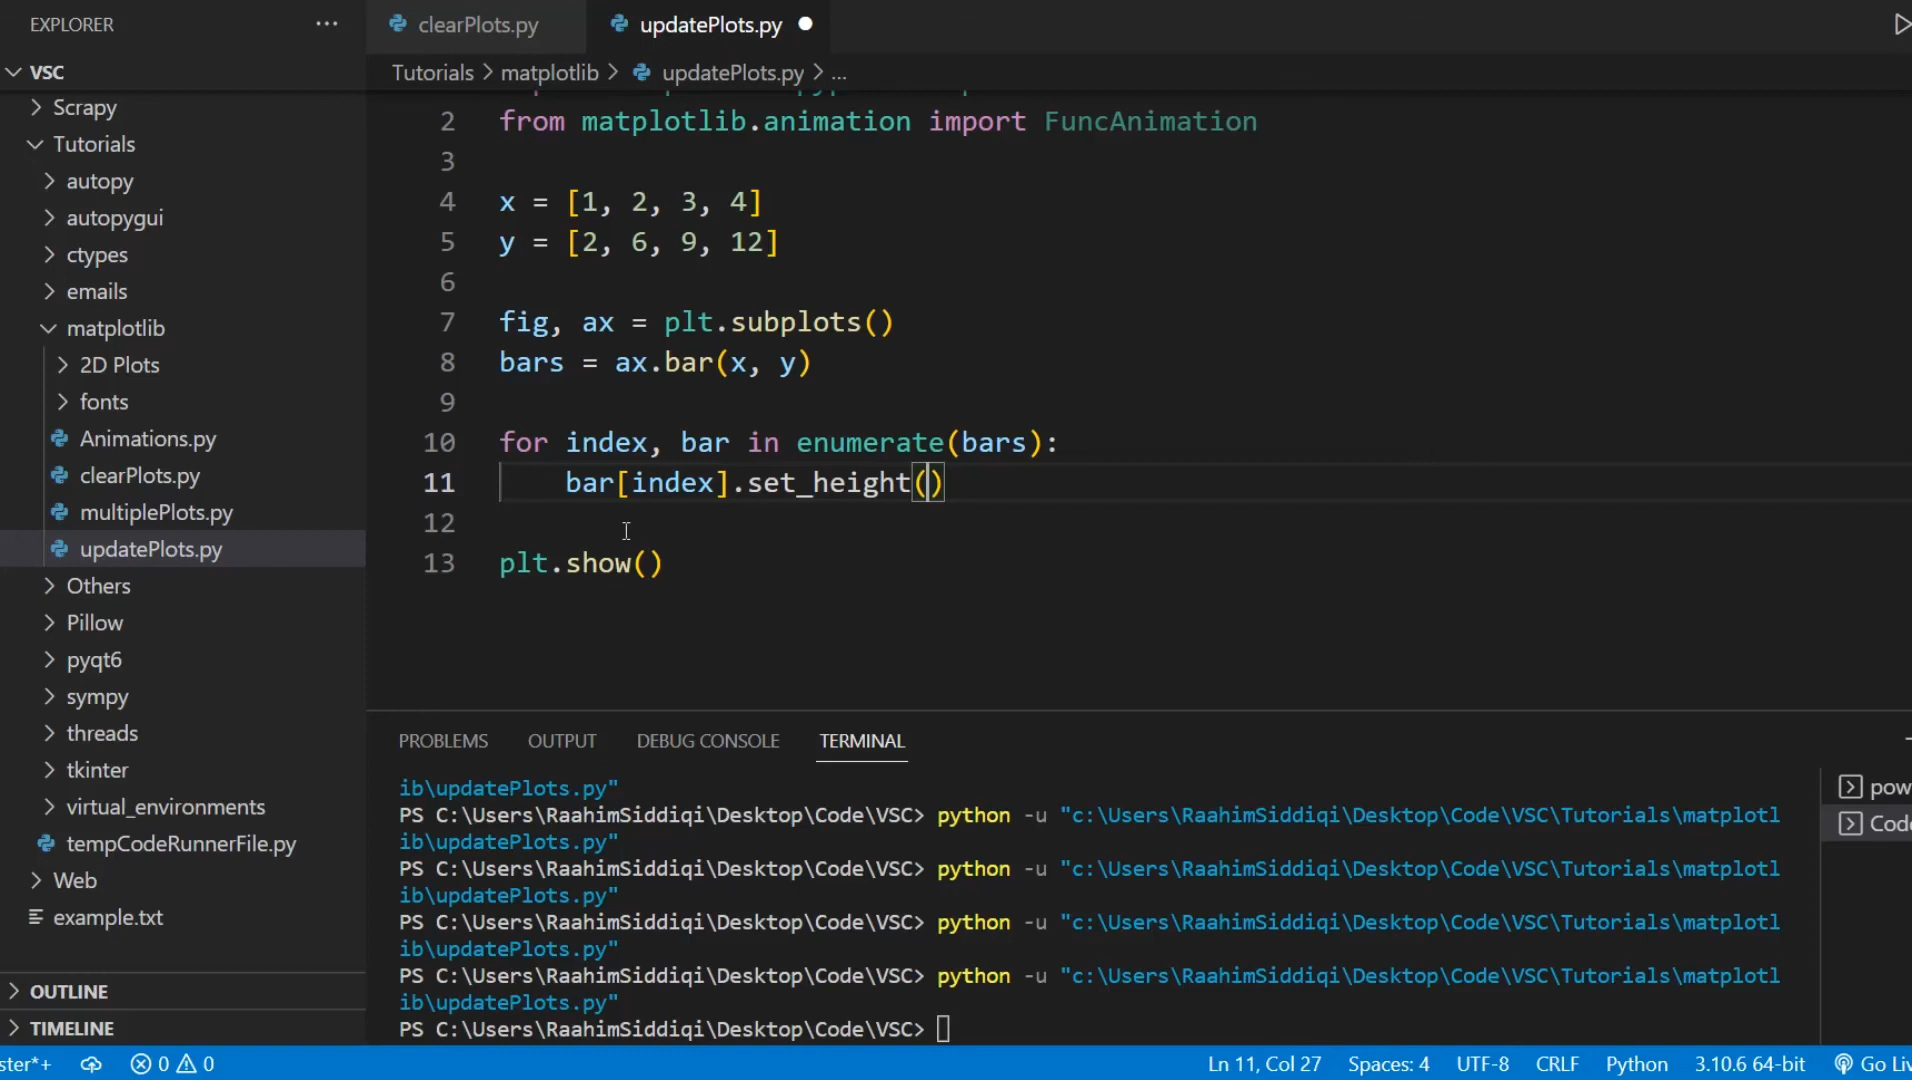 EXPLORER
···
clearPlots.py
updatePlots.py
VSC
Tutorials > matplotlib > updatePlots.py > ...
Scrapy
Tutorials
autopy
autopygui
ctypes
emails
matplotlib
2D Plots
fonts
Animations.py
clearPlots.py
multiplePlots.py
updatePlots.py
Others
Pillow
pyqt6
sympy
threads
tkinter
virtual_environments
tempCodeRunnerFile.py
Web
example.txt
OUTLINE
TIMELINE
2 from matplotlib.animation import FuncAnimation
3
4 x = [1, 2, 3, 4]
5 y = [2, 6, 9, 12]
6
7 fig, ax = plt.subplots()
8 bars = ax.bar(x, y)
9
10 for index, bar in enumerate(bars):
11 bar[index].set_height()
12
13 plt.show()
PROBLEMS OUTPUT DEBUG CONSOLE TERMINAL
ib\updatePlots.py"
PS C:\Users\RaahimSiddiqi\Desktop\Code\VSC> python -u "c:\Users\RaahimSiddiqi\Desktop\Code\VSC\Tutorials\matplotl
ib\updatePlots.py"
PS C:\Users\RaahimSiddiqi\Desktop\Code\VSC> python -u "c:\Users\RaahimSiddiqi\Desktop\Code\VSC\Tutorials\matplotl
ib\updatePlots.py"
PS C:\Users\RaahimSiddiqi\Desktop\Code\VSC> python -u "c:\Users\RaahimSiddiqi\Desktop\Code\VSC\Tutorials\matplotl
ib\updatePlots.py"
PS C:\Users\RaahimSiddiqi\Desktop\Code\VSC> python -u "c:\Users\RaahimSiddiqi\Desktop\Code\VSC\Tutorials\matplotl
ib\updatePlots.py"
PS C:\Users\RaahimSiddiqi\Desktop\Code\VSC>
pow
Code
ster*+ 0 0 Ln 11, Col 27 Spaces: 4 UTF-8 CRLF Python 3.10.6 64-bit Go Liv